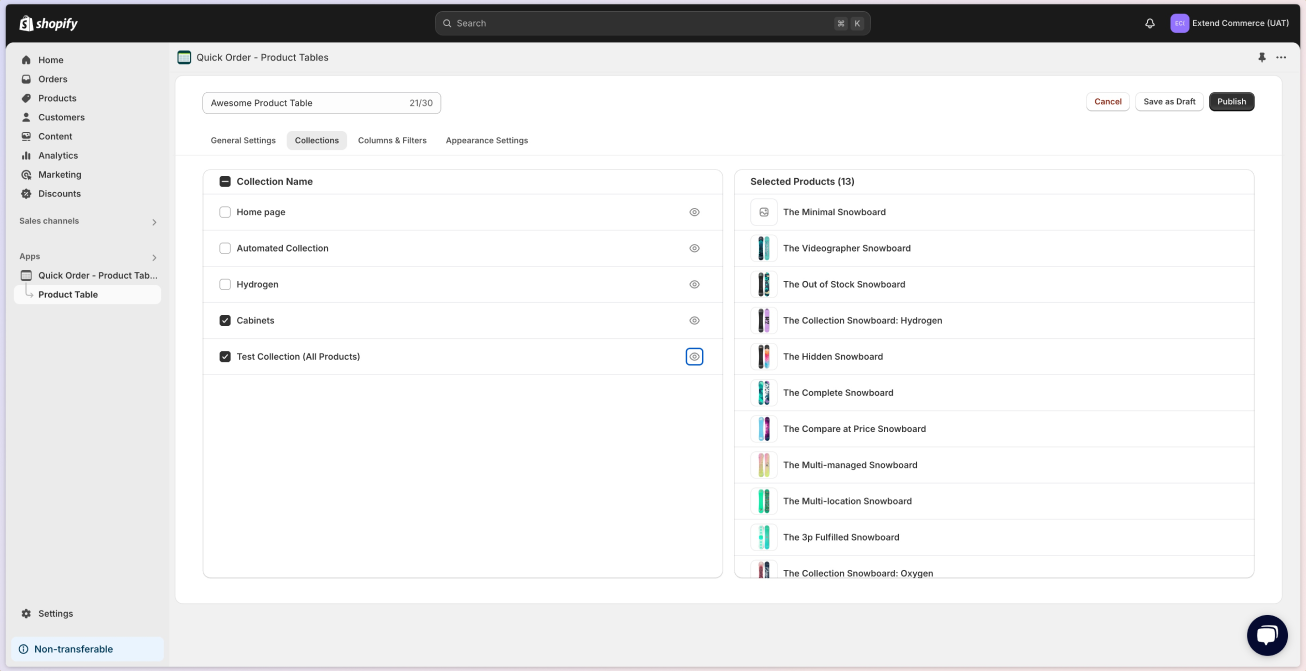 shopify
Search
⌘ K
ECI
Extend Commerce (UAT)
Home
Orders
Products
Customers
Content
Analytics
Marketing
Discounts
Sales channels
Apps
Quick Order - Product Tab...
Product Table
Settings
Non-transferable
Quick Order - Product Tables
Awesome Product Table 21/30
Cancel
Save as Draft
Publish
General Settings
Collections
Columns & Filters
Appearance Settings
Collection Name
Home page
Automated Collection
Hydrogen
Cabinets
Test Collection (All Products)
Selected Products (13)
The Minimal Snowboard
The Videographer Snowboard
The Out of Stock Snowboard
The Collection Snowboard: Hydrogen
The Hidden Snowboard
The Complete Snowboard
The Compare at Price Snowboard
The Multi-managed Snowboard
The Multi-location Snowboard
The 3p Fulfilled Snowboard
The Collection Snowboard: Oxygen